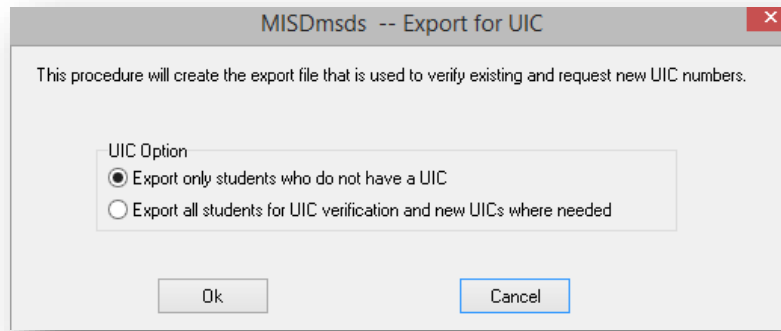 MISDmsds -- Export for UIC
This procedure will create the export file that is used to verify existing and request new UIC numbers.
UIC Option
Export only students who do not have a UIC
Export all students for UIC verification and new UICs where needed
Ok
Cancel